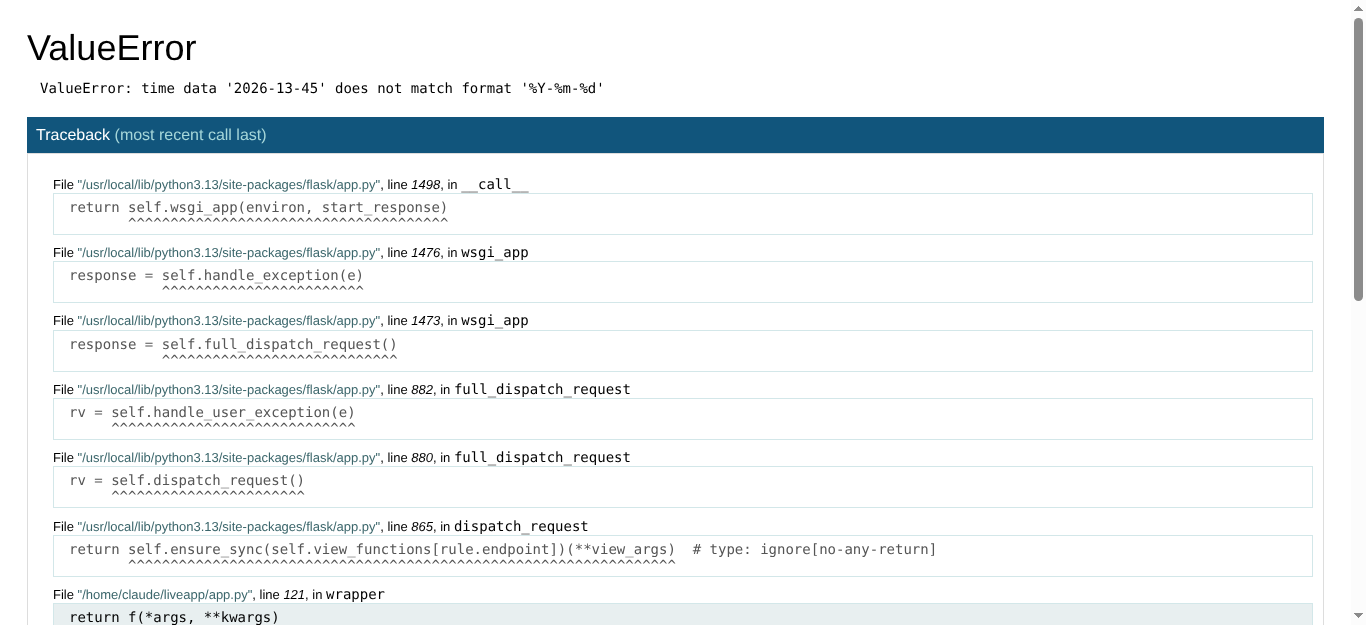 ValueError
ValueError: time data '2026-13-45' does not match format '%Y-%m-%d'
Traceback (most recent call last)
File "/usr/local/lib/python3.13/site-packages/flask/app.py", line 1498, in __call__
return self.wsgi_app(environ, start_response)
^^^^^^^^^^^^^^^^^^^^^^^^^^^^^^^^^^^^^^
File "/usr/local/lib/python3.13/site-packages/flask/app.py", line 1476, in wsgi_app
response = self.handle_exception(e)
^^^^^^^^^^^^^^^^^^^^^^^^
File "/usr/local/lib/python3.13/site-packages/flask/app.py", line 1473, in wsgi_app
response = self.full_dispatch_request()
^^^^^^^^^^^^^^^^^^^^^^^^^^^^
File "/usr/local/lib/python3.13/site-packages/flask/app.py", line 882, in full_dispatch_request
rv = self.handle_user_exception(e)
^^^^^^^^^^^^^^^^^^^^^^^^^^^^^
File "/usr/local/lib/python3.13/site-packages/flask/app.py", line 880, in full_dispatch_request
rv = self.dispatch_request()
^^^^^^^^^^^^^^^^^^^^^^^
File "/usr/local/lib/python3.13/site-packages/flask/app.py", line 865, in dispatch_request
return self.ensure_sync(self.view_functions[rule.endpoint])(**view_args)  # type: ignore[no-any-return]
^^^^^^^^^^^^^^^^^^^^^^^^^^^^^^^^^^^^^^^^^^^^^^^^^^^^^^^^^^^^^^^^^
File "/home/claude/liveapp/app.py", line 121, in wrapper
return f(*args, **kwargs)